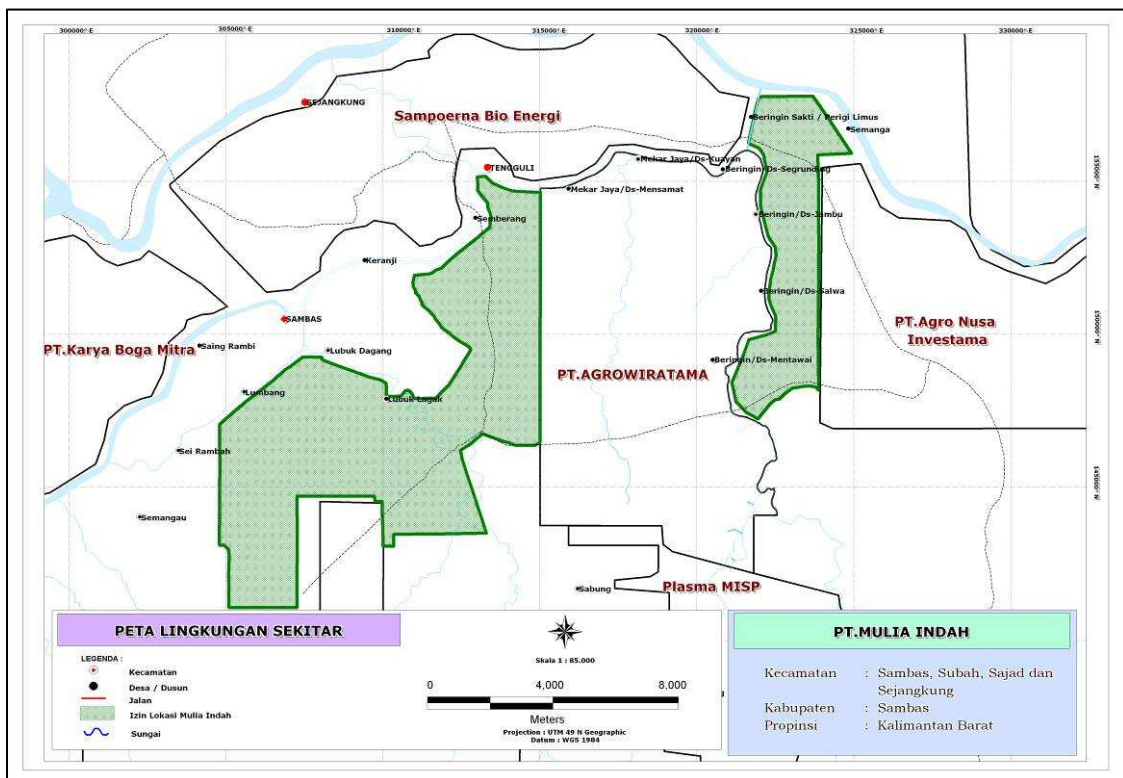 300000° E
305000° E
310000° E
315000° E
320000° E
325000° E
330000° E
SEJANGKUNG
Sampoerna Bio Energi
Beringin Sakti / Perigi Limus
Semanga
TENGGULI
Mekar Jaya/Ds-Kuayan
Beringin/Ds-Segrunding
155000° N
Mekar Jaya/Ds-Mensamat
Semberang
Beringin/Ds-Jambu
Keranji
Beringin/Ds-Salwa
SAMBAS
PT.Agro Nusa
Investama
150000° N
PT.Karya Boga Mitra
Saing Rambi
Lubuk Dagang
Beringin/Ds-Mentawai
PT.AGROWIRATAMA
Lumbang
Lubuk Lagak
Sei Rambah
145000° N
Semangau
Plasma MISP
Sabung
PETA LINGKUNGAN SEKITAR
LEGENDA :
Kecamatan
Desa / Dusun
Jalan
Izin Lokasi Mulia Indah
Sungai
Skala 1 : 85.000
0 4,000 8,000
Meters
Projection : UTM 49 N Geographic
Datum : WGS 1984
PT.MULIA INDAH
Kecamatan : Sambas, Subah, Sajad dan
Sejangkung
Kabupaten : Sambas
Propinsi : Kalimantan Barat